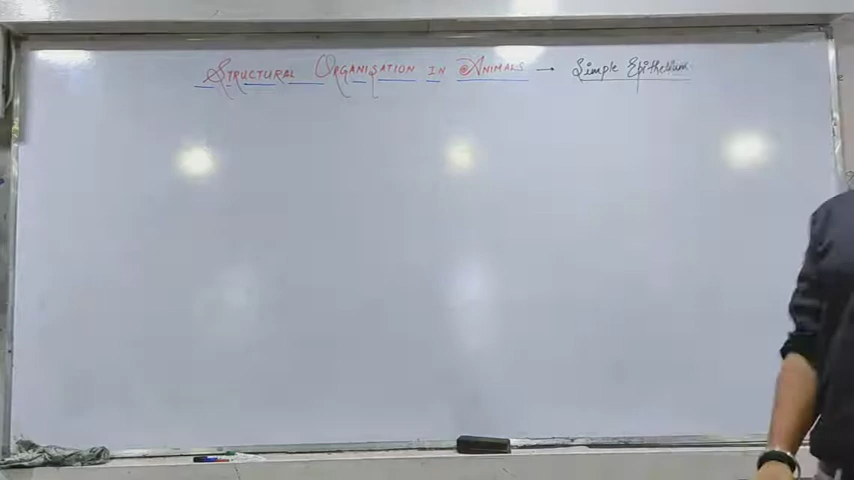 STRUCTURAL ORGANISATION IN ANIMALS → Simple Epithelium